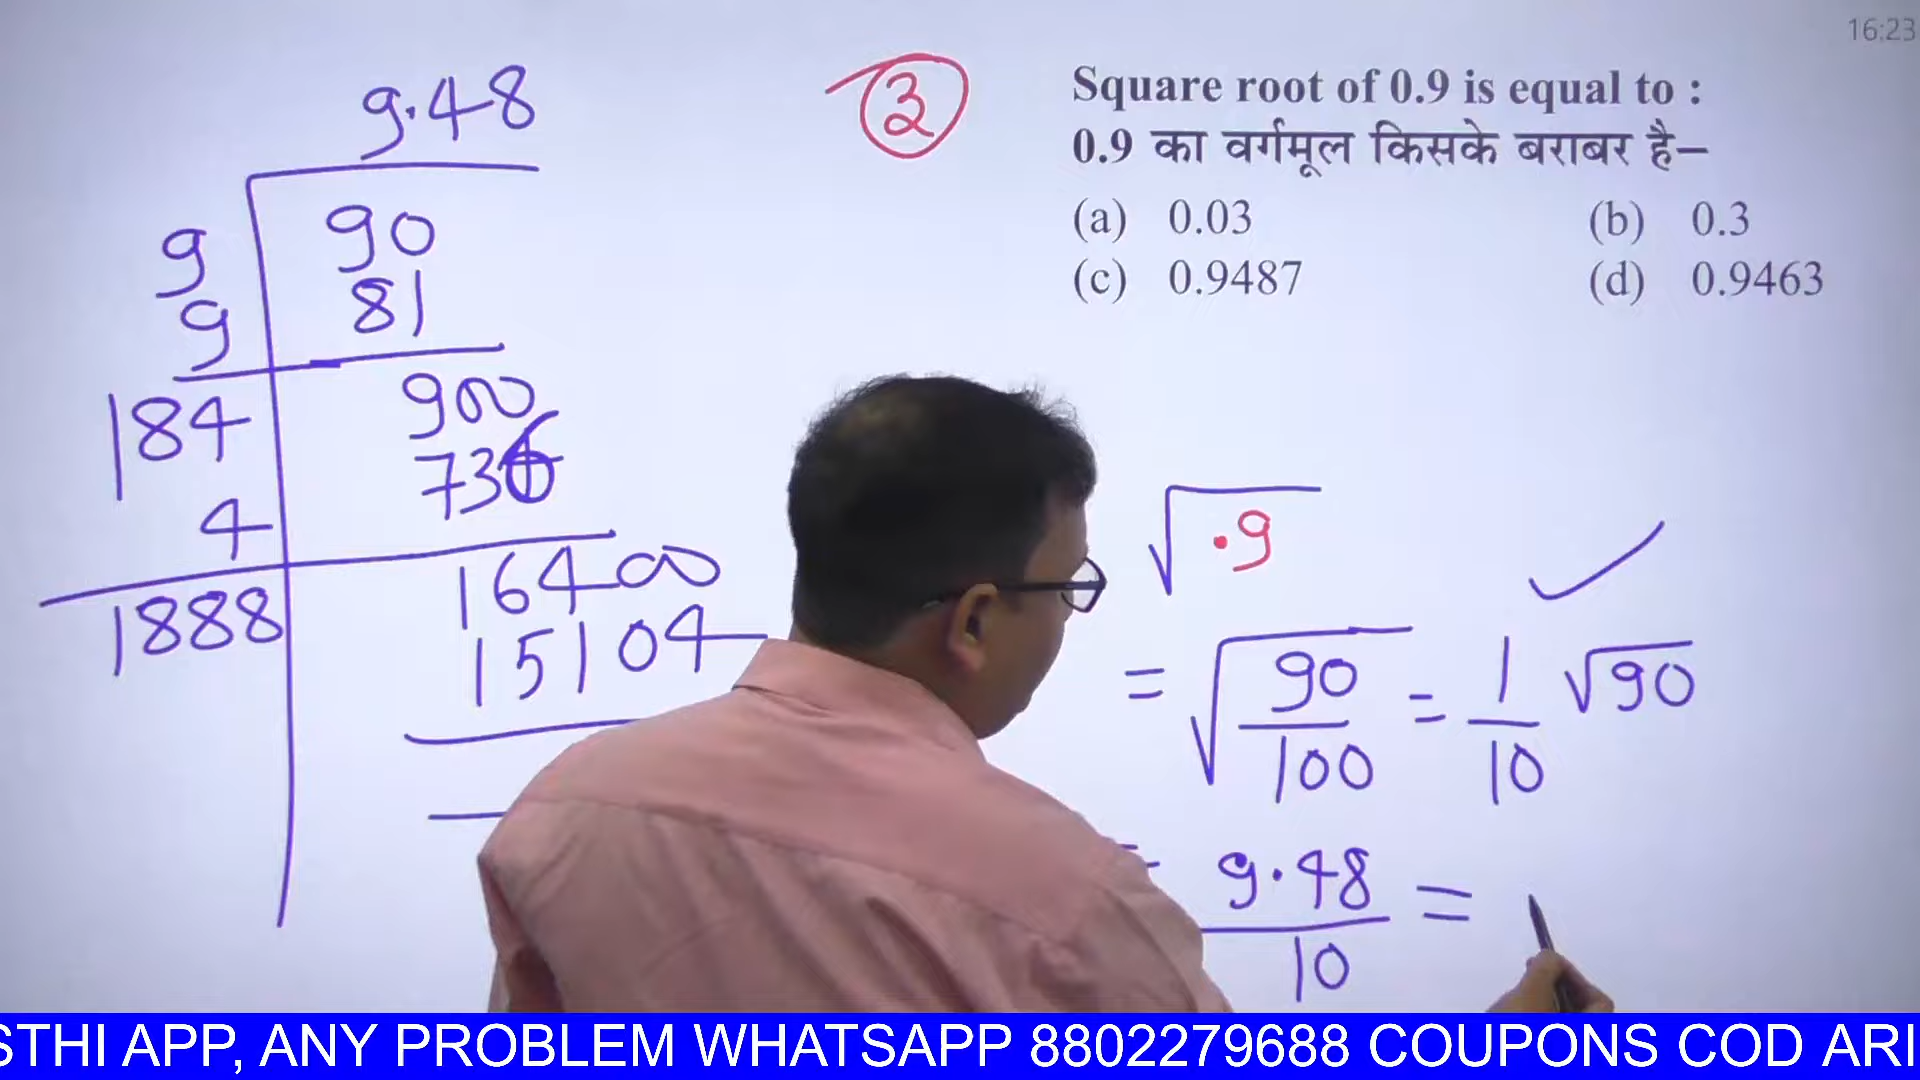 16:23
3
Square root of 0.9 is equal to :
0.9 का वर्गमूल किसके बराबर है–
(a) 0.03 (b) 0.3
(c) 0.9487 (d) 0.9463
9.48
9 90
9 81
184 900
4 736
1888 16400
15104
√.9
= √90/100 = 1/10 √90
= 9.48/10 =
STHI APP, ANY PROBLEM WHATSAPP 8802279688 COUPONS COD ARI